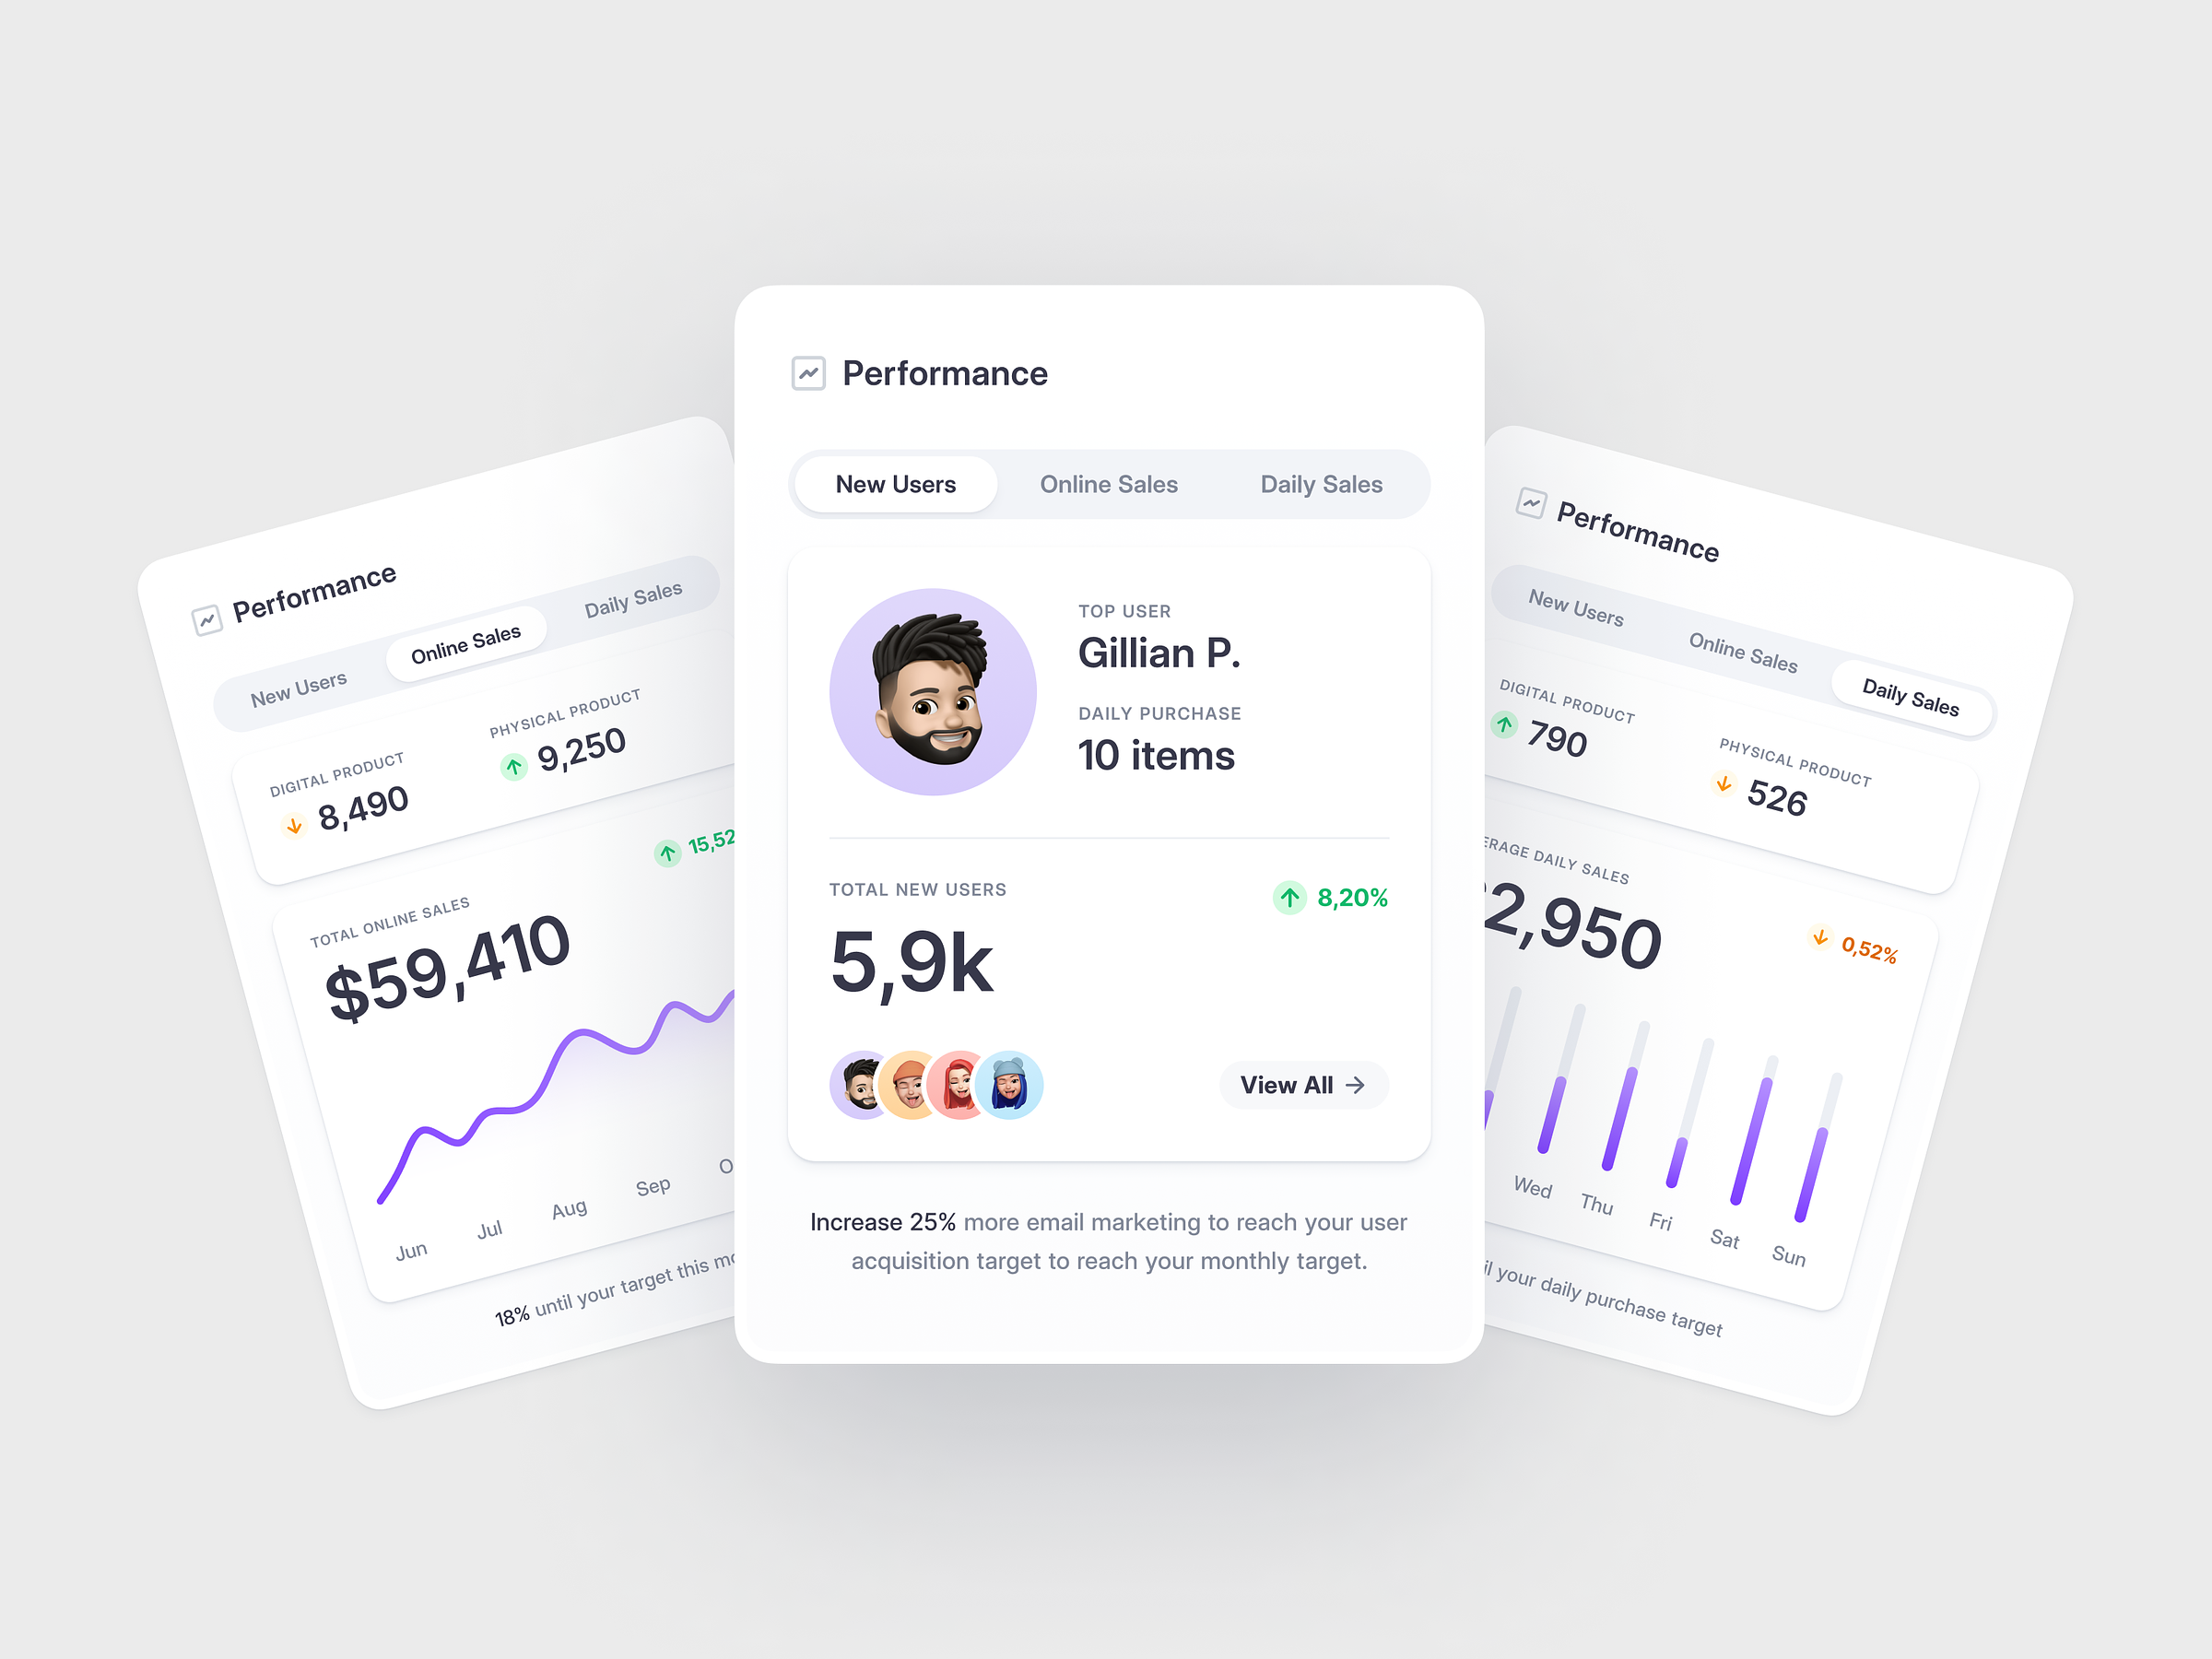 Performance
New Users
Online Sales
Daily Sales
DIGITAL PRODUCT
8,490
PHYSICAL PRODUCT
9,250
TOTAL ONLINE SALES
15,52
$59,410
Jun
Jul
Aug
Sep
18% until your target this
Performance
New Users
Online Sales
Daily Sales
TOP USER
Gillian P.
DAILY PURCHASE
10 items
TOTAL NEW USERS
8,20%
5,9k
View All
Increase 25% more email marketing to reach your user
acquisition target to reach your monthly target.
Performance
New Users
Online Sales
Daily Sales
DIGITAL PRODUCT
790
PHYSICAL PRODUCT
526
DAILY SALES
2,950
0,52%
Wed
Thu
Fri
Sat
Sun
your daily purchase target